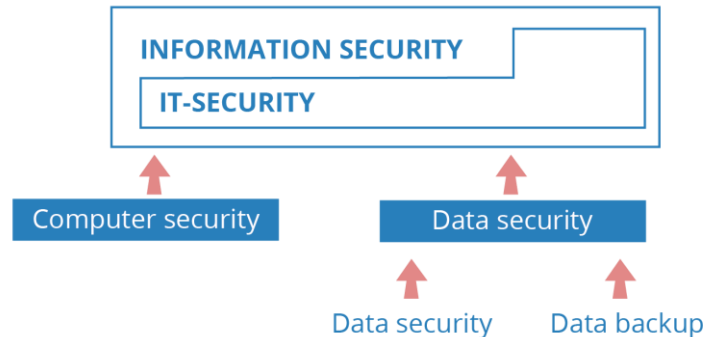 INFORMATION SECURITY
IT-SECURITY
Computer security
Data security
Data security
Data backup